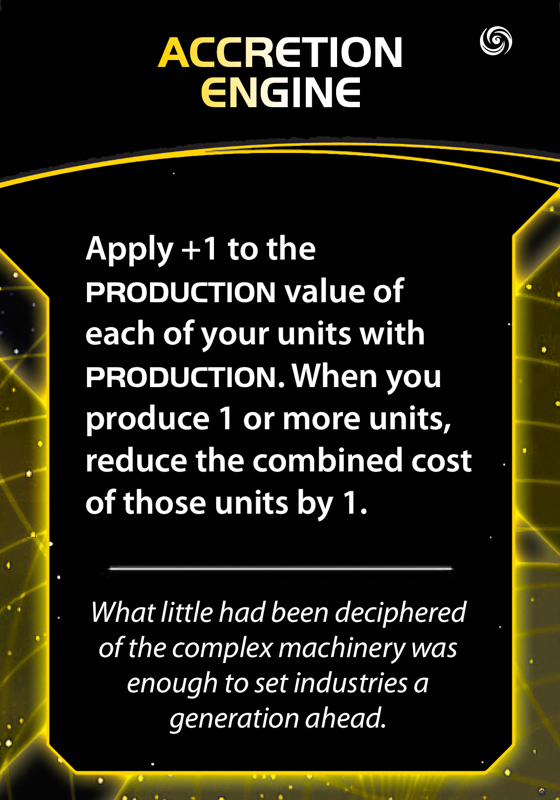 ACCRETION
ENGINE
Apply +1 to the
PRODUCTION value of
each of your units with
PRODUCTION. When you
produce 1 or more units,
reduce the combined cost
of those units by 1.
What little had been deciphered
of the complex machinery was
enough to set industries a
generation ahead.